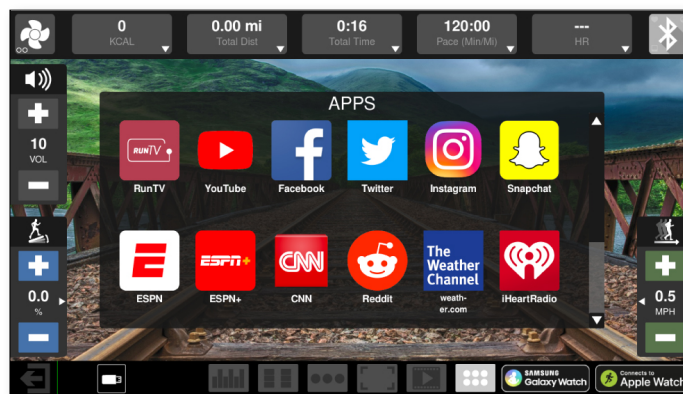 0
KCAL
0.00 mi
Total Dist
0:16
Total Time
120:00
Pace (Min/Mi)
---
HR
APPS
10
VOL
RUNTV
RunTV
YouTube
Facebook
Twitter
Instagram
Snapchat
0.0
%
ESPN
ESPN+
ESPN+
CNN
CNN
Reddit
The
Weather
Channel
weath-
er.com
iHeartRadio
0.5
MPH
SAMSUNG
Galaxy Watch
Connects to
Apple Watch